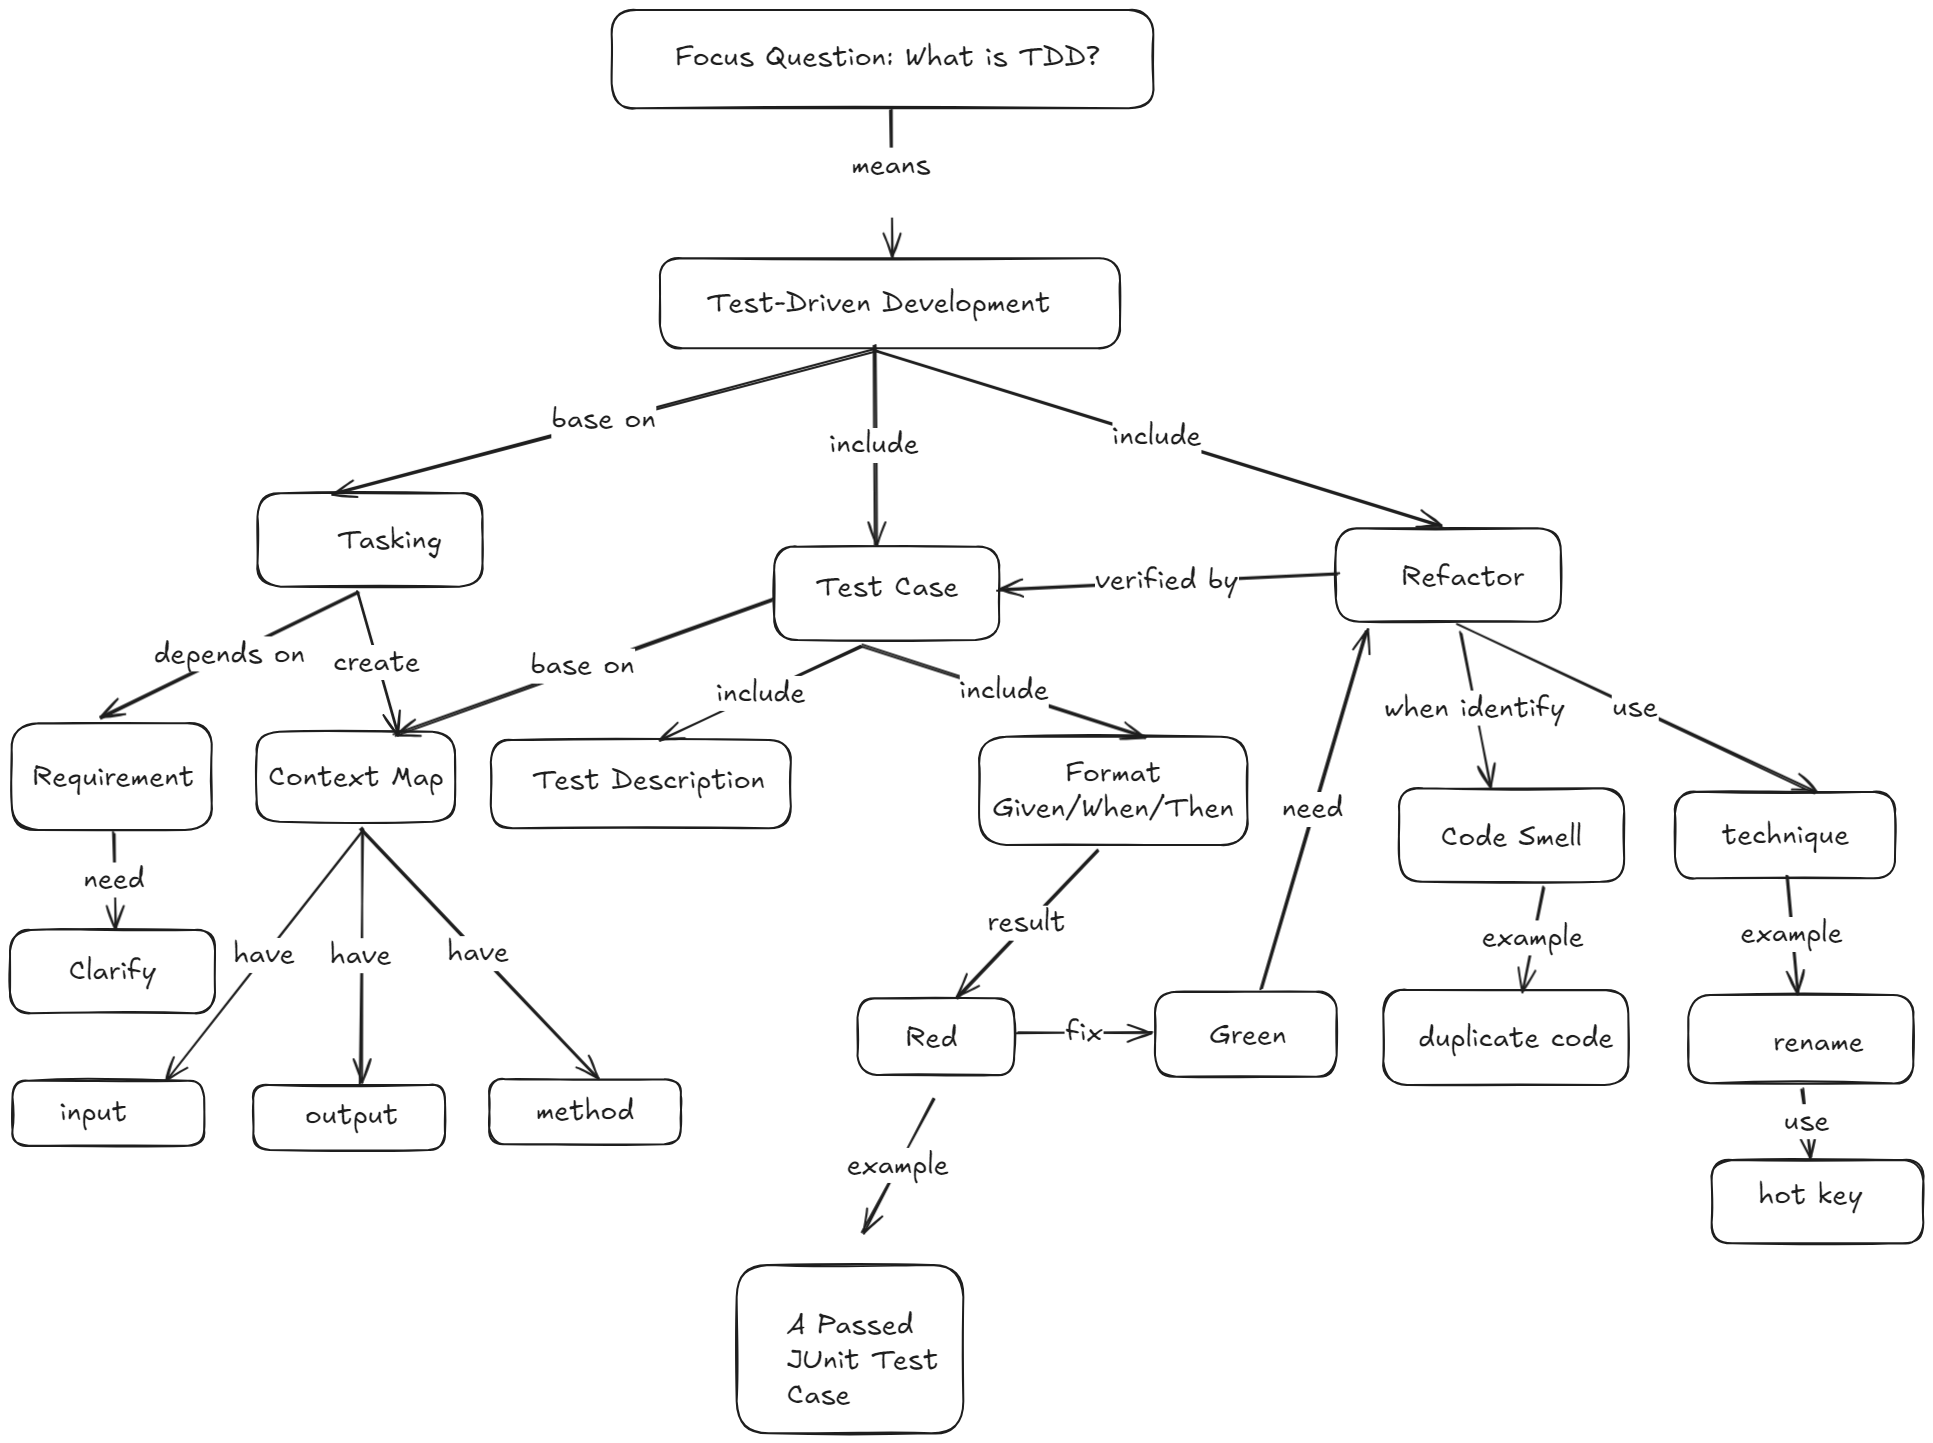 Focus Question: What is TDD?
means
Test-Driven Development
base on
include
include
Tasking
Test Case
verified by
Refactor
depends on
create
base on
include
include
when identify
use
Requirement
Context Map
Test Description
Format
Given/When/Then
need
Code Smell
technique
need
result
example
example
Clarify
have
have
have
Red
fix
Green
duplicate code
rename
input
output
method
use
example
hot key
A Passed
JUnit Test
Case